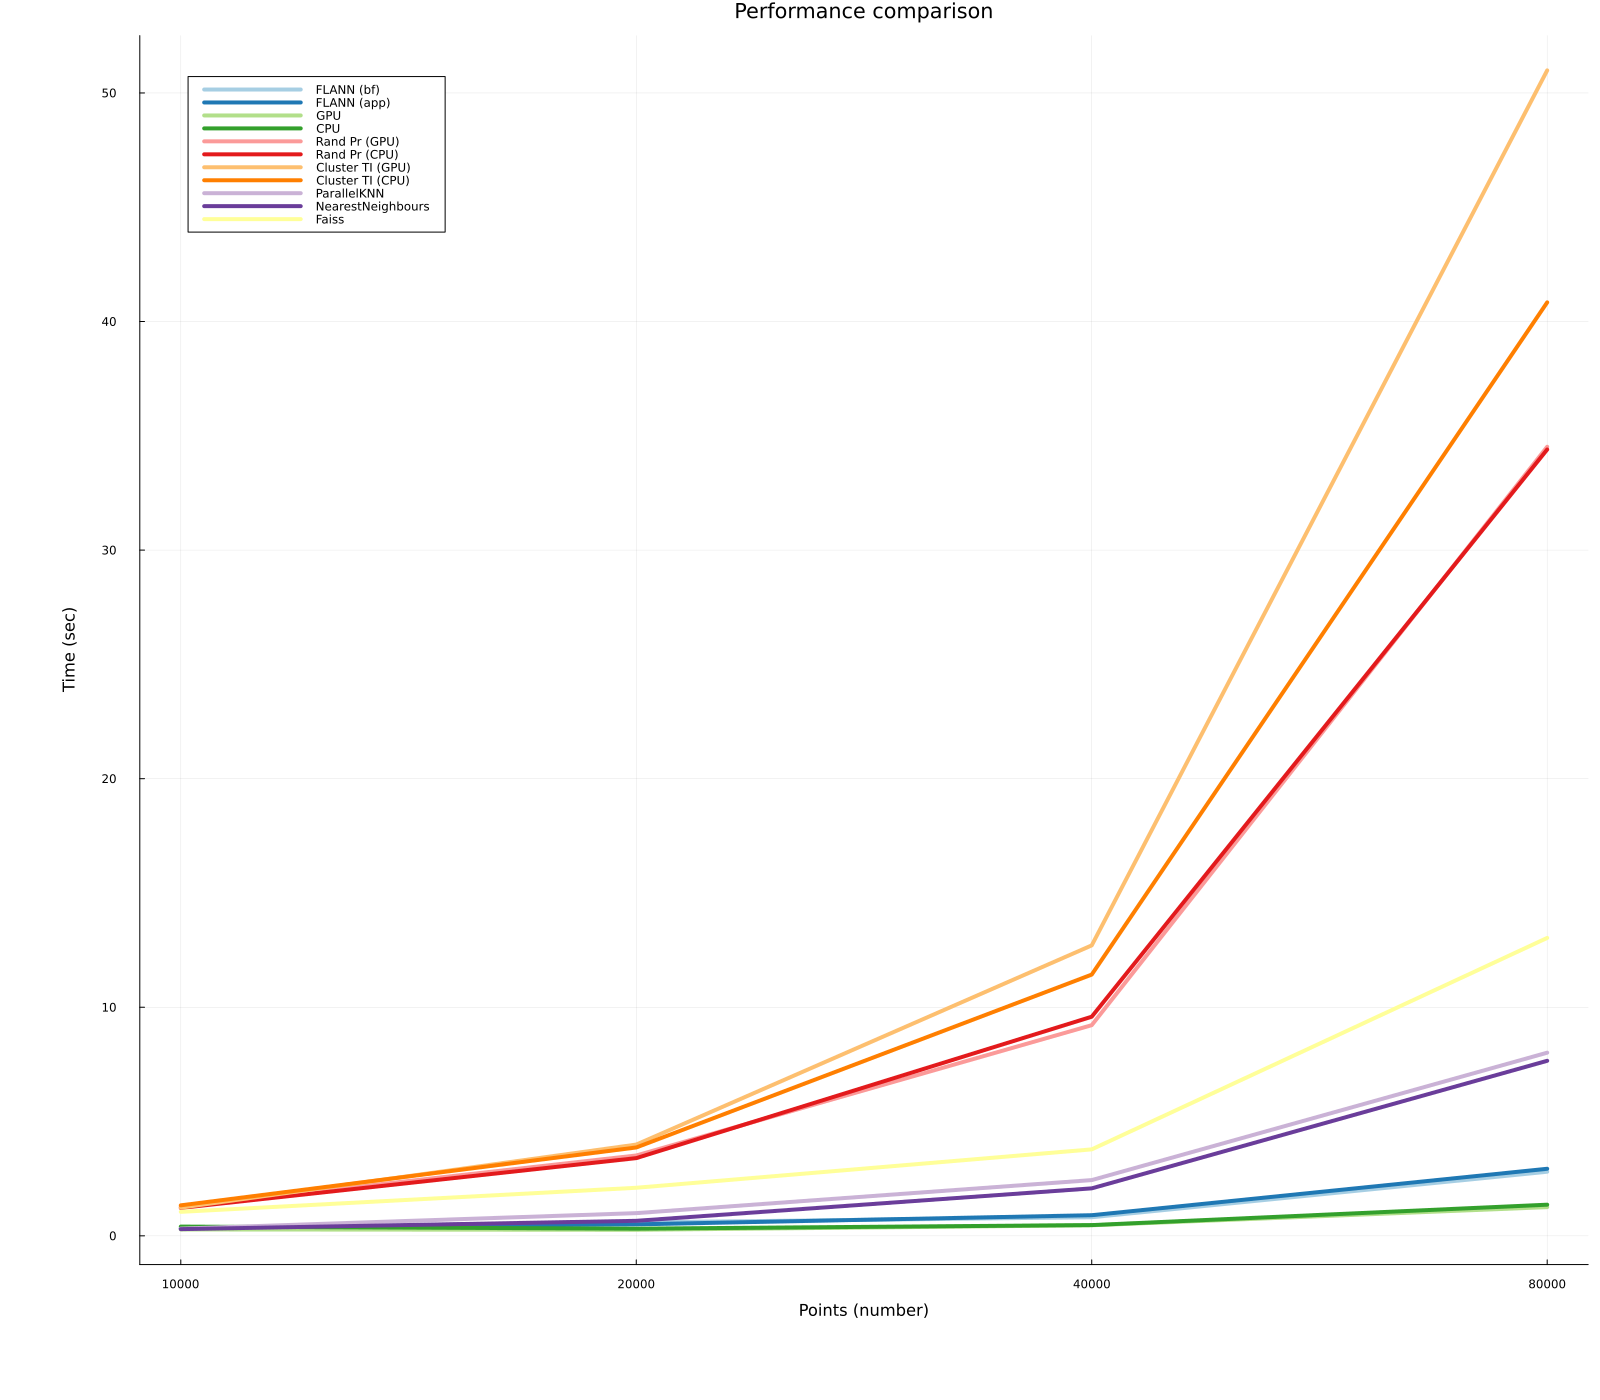 Performance comparison
FLANN (bf)
FLANN (app)
GPU
CPU
Rand Pr (GPU)
Rand Pr (CPU)
Cluster TI (GPU)
Cluster TI (CPU)
ParallelKNN
NearestNeighbours
Faiss
50
40
30
20
10
0
Time (sec)
10000 20000 40000 80000
Points (number)